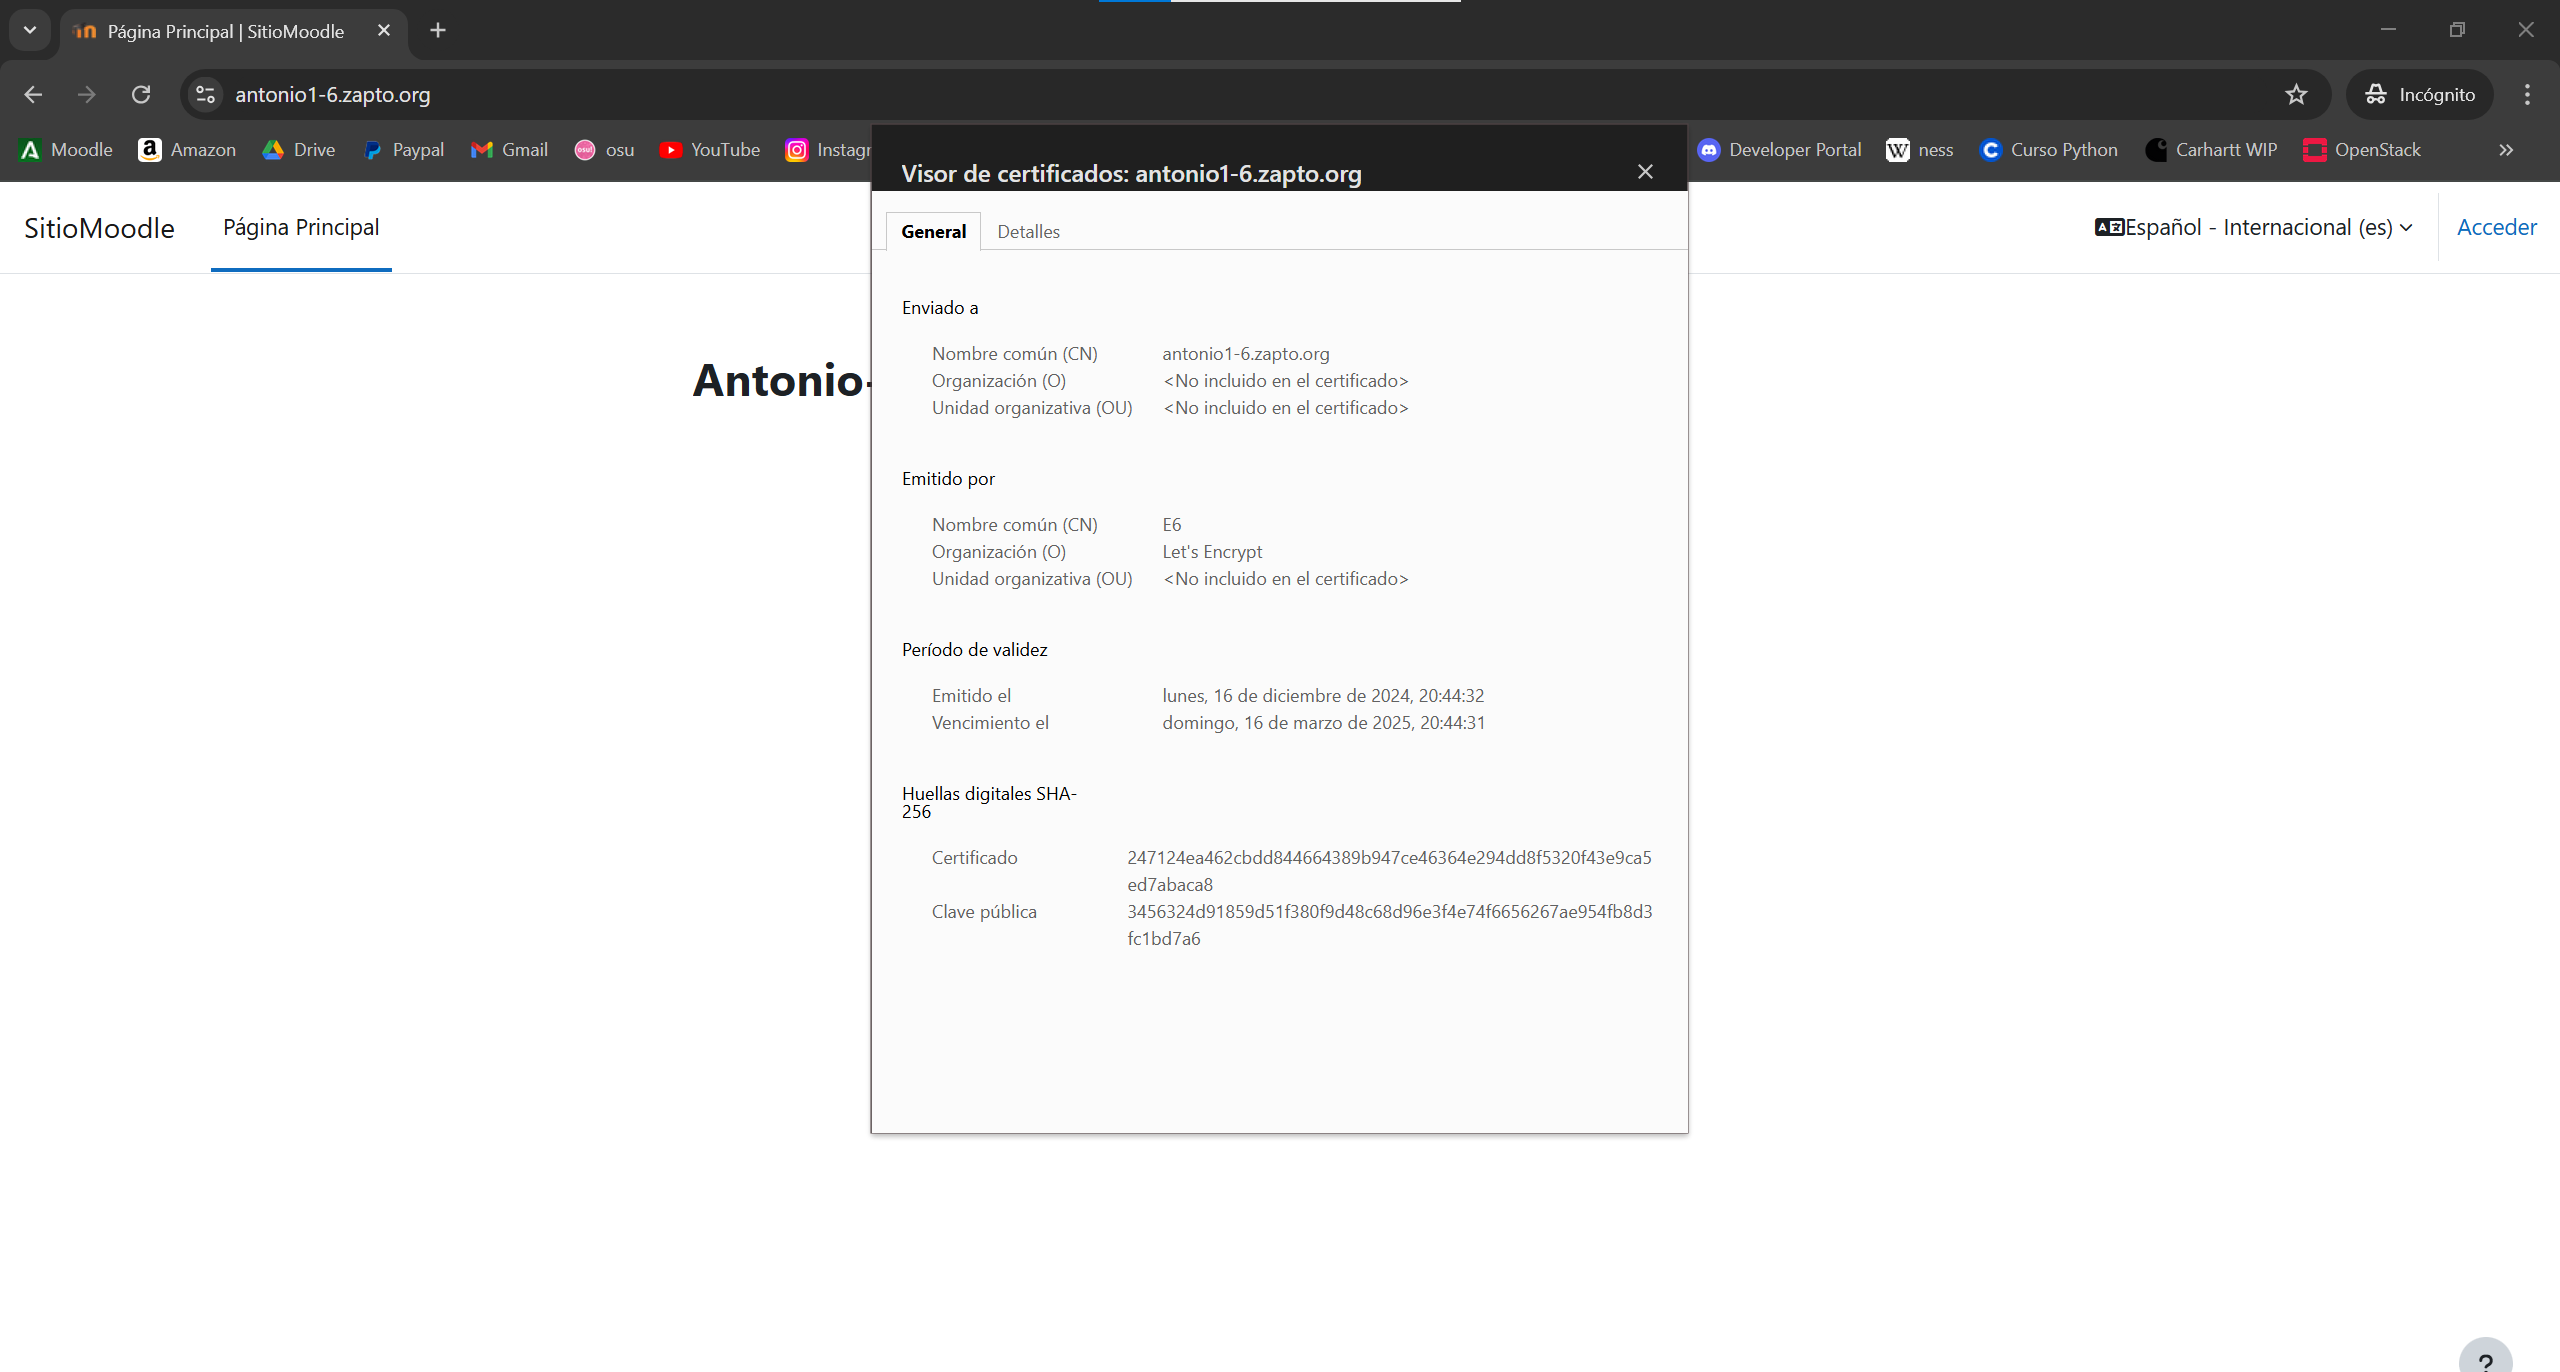 Página Principal | SitioMoodle
antonio1-6.zapto.org
Incógnito
Moodle
Amazon
Drive
Paypal
Gmail
osu! osu
YouTube
Instagr
Developer Portal
W ness
Curso Python
Carhartt WIP
OpenStack
Visor de certificados: antonio1-6.zapto.org
SitioMoodle Página Principal
Español - Internacional (es) Acceder
General Detalles
Antonio-
Enviado a
Nombre común (CN) antonio1-6.zapto.org
Organización (O) <No incluido en el certificado>
Unidad organizativa (OU) <No incluido en el certificado>
Emitido por
Nombre común (CN) E6
Organización (O) Let's Encrypt
Unidad organizativa (OU) <No incluido en el certificado>
Período de validez
Emitido el lunes, 16 de diciembre de 2024, 20:44:32
Vencimiento el domingo, 16 de marzo de 2025, 20:44:31
Huellas digitales SHA-
256
Certificado 247124ea462cbdd844664389b947ce46364e294dd8f5320f43e9ca5
ed7abaca8
Clave pública 3456324d91859d51f380f9d48c68d96e3f4e74f6656267ae954fb8d3
fc1bd7a6
?